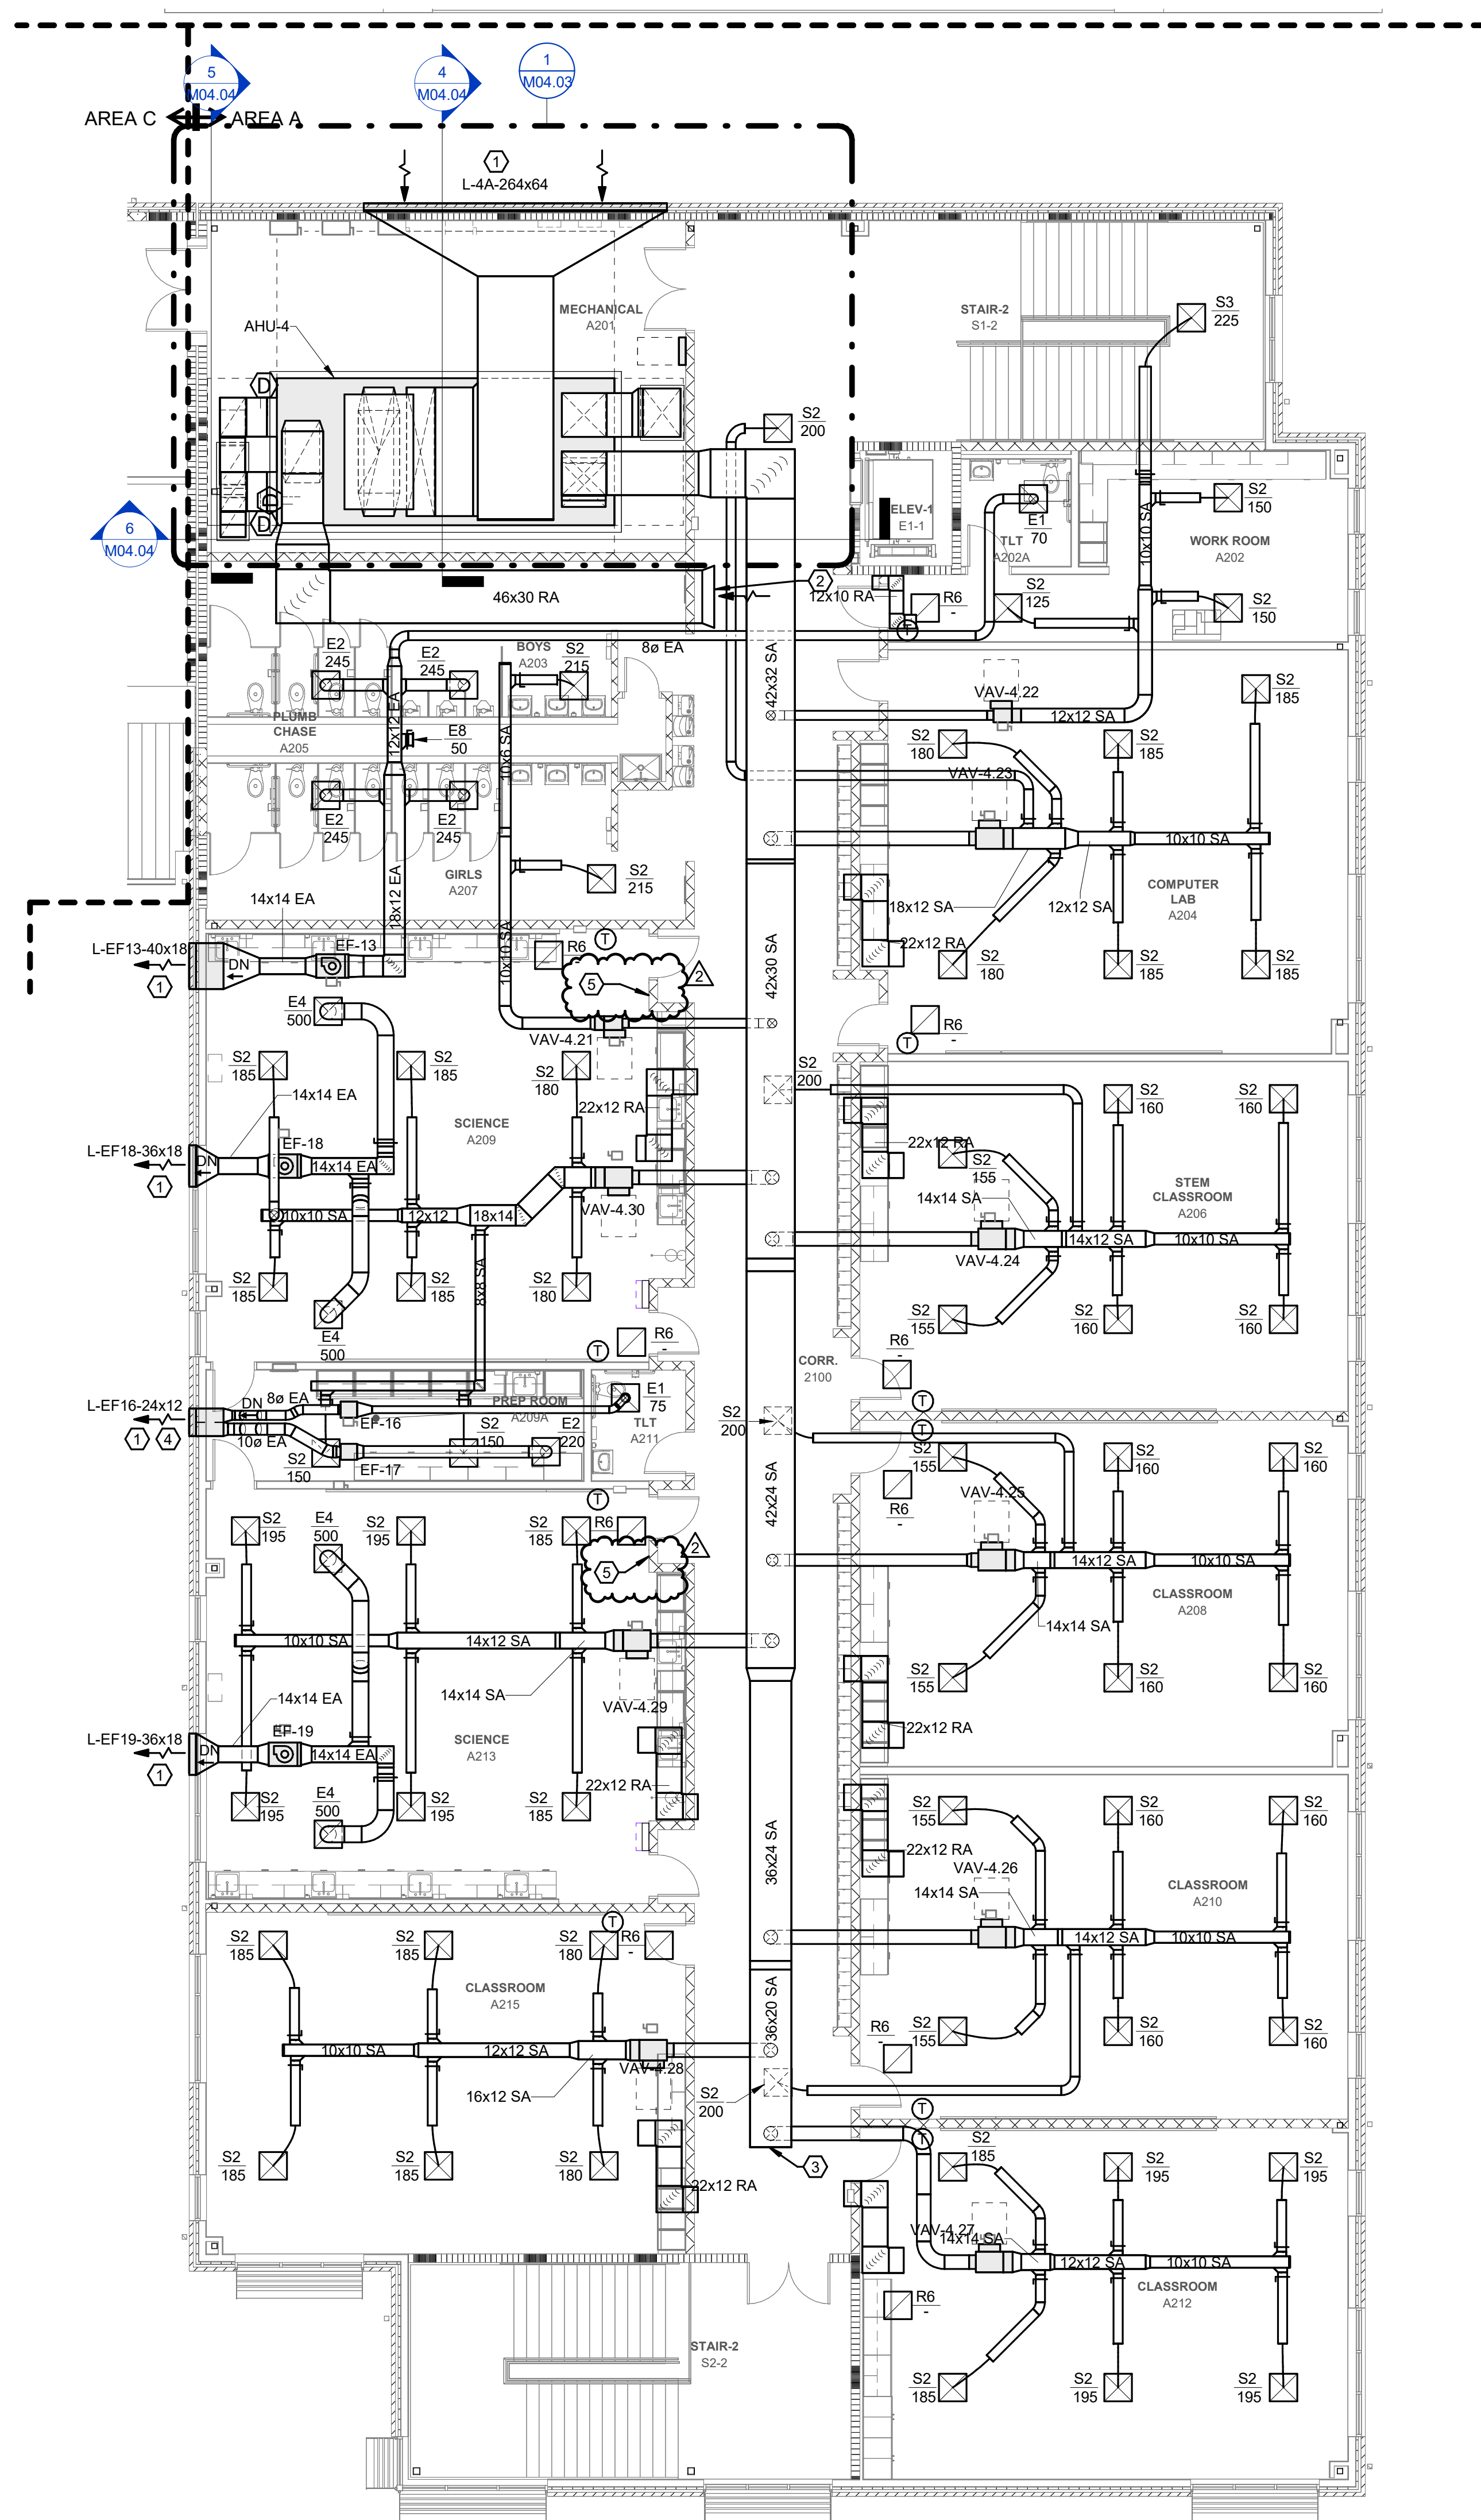 5
M04.04
4
M04.04
1
M04.03
AREA C
AREA A
1
L-4A-264x64
MECHANICAL
A201
STAIR-2
S1-2
S3
225
AHU-4
D
S2
200
D
D
6
M04.04
ELEV-1
E1-1
E1
70
TLT
A202A
S2
150
10x10 SA
WORK ROOM
A202
46x30 RA
2
12x10 RA
R6
-
S2
125
S2
150
T
8ø EA
BOYS
A203
E2
245
E2
245
S2
215
42x32 SA
VAV-4.22
12x12 SA
S2
185
PLUMB
CHASE
A205
12x12 EA
E8
50
10x6 SA
S2
180
S2
185
VAV-4.23
E2
245
E2
245
10x10 SA
GIRLS
A207
S2
215
18x12 EA
14x14 EA
COMPUTER
LAB
A204
18x12 SA
12x12 SA
22x12 RA
L-EF13-40x18
DN
EF-13
1
10x10 SA
R6
T
5
2
42x30 SA
S2
180
S2
185
S2
185
E4
500
VAV-4.21
R6
-
T
S2
185
S2
185
S2
180
S2
200
14x14 EA
22x12 RA
SCIENCE
A209
S2
160
S2
160
L-EF18-36x18
DN
EF-18
14x14 EA
1
22x12 RA
S2
155
STEM
CLASSROOM
A206
14x14 SA
VAV-4.30
10x10 SA
12x12
18x14
14x12 SA
10x10 SA
VAV-4.24
8x8 SA
S2
185
S2
185
S2
180
E4
500
S2
155
S2
160
S2
160
R6
-
T
R6
-
CORR.
2100
L-EF16-24x12
1
4
DN
8ø EA
10ø EA
EF-16
EF-17
PREP ROOM
A209A
E1
75
TLT
A211
S2
150
S2
150
E2
220
S2
200
T
T
S2
155
S2
160
S2
160
R6
-
T
42x24 SA
VAV-4.25
S2
195
E4
500
S2
195
S2
185
R6
5
2
14x12 SA
10x10 SA
CLASSROOM
A208
14x14 SA
10x10 SA
14x12 SA
14x14 SA
VAV-4.29
S2
155
S2
160
S2
160
14x14 EA
22x12 RA
L-EF19-36x18
DN
EF-19
14x14 EA
1
SCIENCE
A213
22x12 RA
S2
195
E4
500
S2
195
S2
185
S2
155
S2
160
S2
160
36x24 SA
22x12 RA
VAV-4.26
14x14 SA
CLASSROOM
A210
T
S2
185
S2
185
S2
180
R6
-
14x12 SA
10x10 SA
CLASSROOM
A215
36x20 SA
R6
-
S2
155
S2
160
S2
160
10x10 SA
12x12 SA
VAV-4.28
16x12 SA
S2
200
T
T
S2
185
S2
185
S2
180
3
S2
185
S2
195
S2
195
22x12 RA
VAV-4.27
14x14 SA
12x12 SA
10x10 SA
CLASSROOM
A212
R6
-
STAIR-2
S2-2
S2
185
S2
195
S2
195